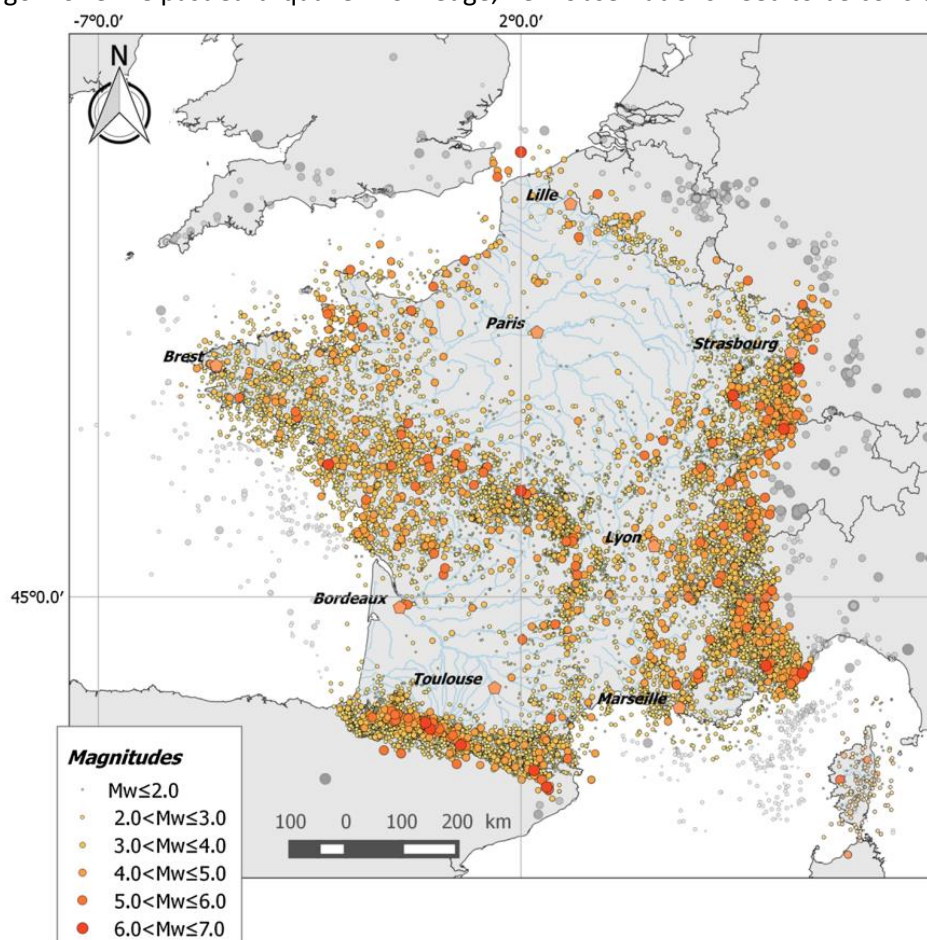 -7°0.0'
2°0.0'
N
Lille
Paris
Strasbourg
Brest
Lyon
45°0.0'
Bordeaux
Toulouse
Marseille
Magnitudes
Mw≤2.0
2.0<Mw≤3.0
3.0<Mw≤4.0
4.0<Mw≤5.0
5.0<Mw≤6.0
6.0<Mw≤7.0
100 0 100 200 km